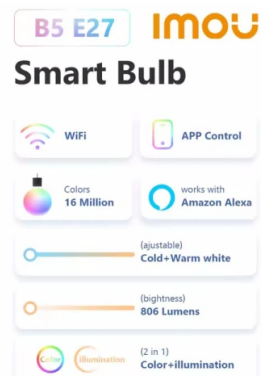 B5 E27
imou
Smart Bulb
WiFi
APP Control
Colors
16 Million
works with
Amazon Alexa
(ajustable)
Cold+Warm white
(bightness)
806 Lumens
Color
illumination
(2 in 1)
Color+illumination